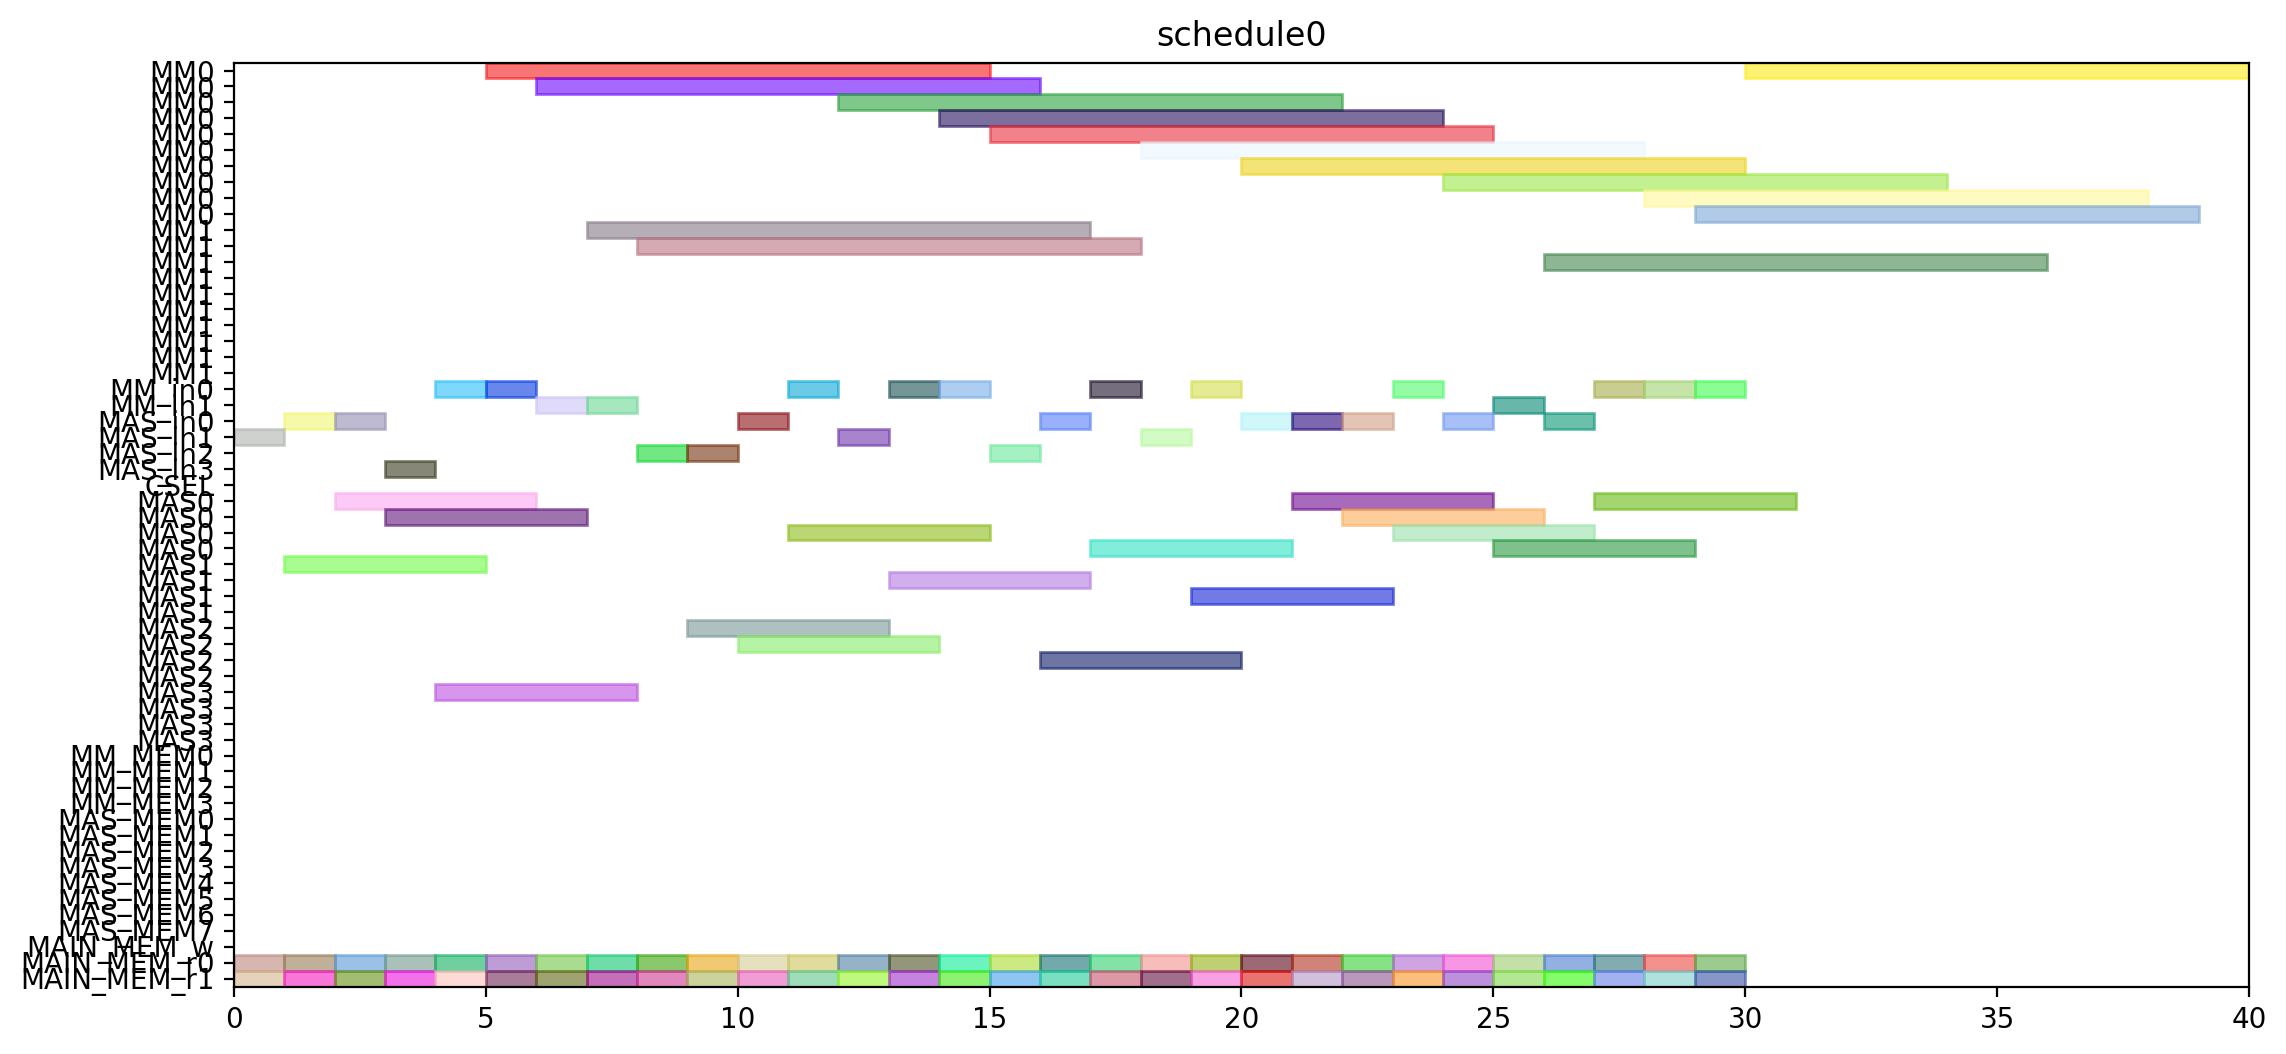 schedule0
MM0
MM0
MM0
MM0
MM0
MM0
MM0
MM0
MM0
MM0
MM1
MM1
MM1
MM1
MM1
MM1
MM1
MM1
MM1
MM1
MM_in0
MM_in1
MAS_in0
MAS_in1
MAS_in2
MAS_in3
CSEL
MAS0
MAS0
MAS0
MAS0
MAS1
MAS1
MAS1
MAS1
MAS2
MAS2
MAS2
MAS2
MAS3
MAS3
MAS3
MAS3
MM_MEM0
MM_MEM1
MM_MEM2
MM_MEM3
MAS_MEM0
MAS_MEM1
MAS_MEM2
MAS_MEM3
MAS_MEM4
MAS_MEM5
MAS_MEM6
MAS_MEM7
MAIN_MEM_w
MAIN_MEM_r0
MAIN_MEM_r1
0 5 10 15 20 25 30 35 40